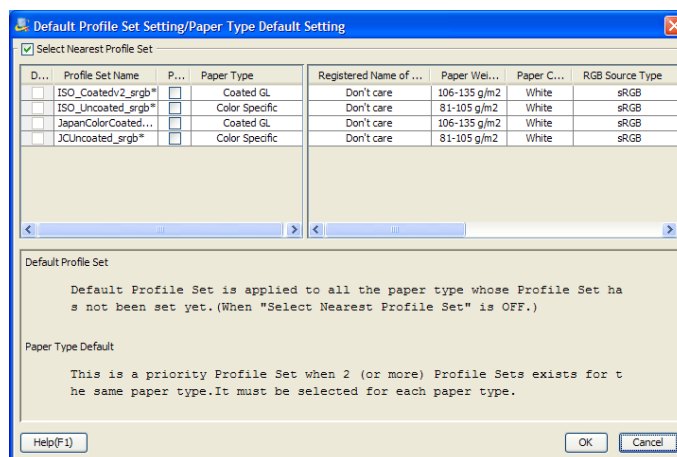 Default Profile Set Setting/Paper Type Default Setting
Select Nearest Profile Set
D... Profile Set Name P... Paper Type Registered Name of ... Paper Wei... Paper C... RGB Source Type
ISO_Coatedv2_srgb* Coated GL Don't care 106-135 g/m2 White sRGB
ISO_Uncoated_srgb* Color Specific Don't care 81-105 g/m2 White sRGB
JapanColorCoated... Coated GL Don't care 106-135 g/m2 White sRGB
JCUncoated_srgb* Color Specific Don't care 81-105 g/m2 White sRGB
Default Profile Set
Default Profile Set is applied to all the paper type whose Profile Set ha
s not been set yet.(When "Select Nearest Profile Set" is OFF.)
Paper Type Default
This is a priority Profile Set when 2 (or more) Profile Sets exists for t
he same paper type.It must be selected for each paper type.
Help(F1) OK Cancel